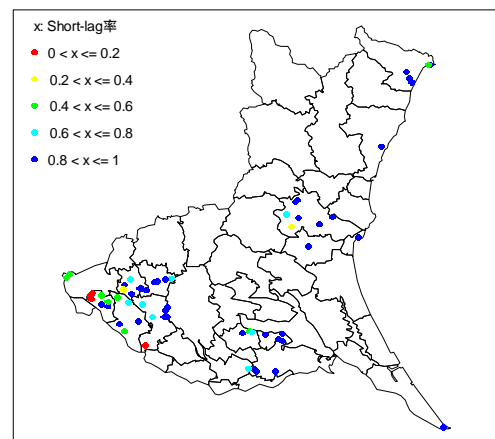 x: Short-lag率
0 < x <= 0.2
0.2 < x <= 0.4
0.4 < x <= 0.6
0.6 < x <= 0.8
0.8 < x <= 1